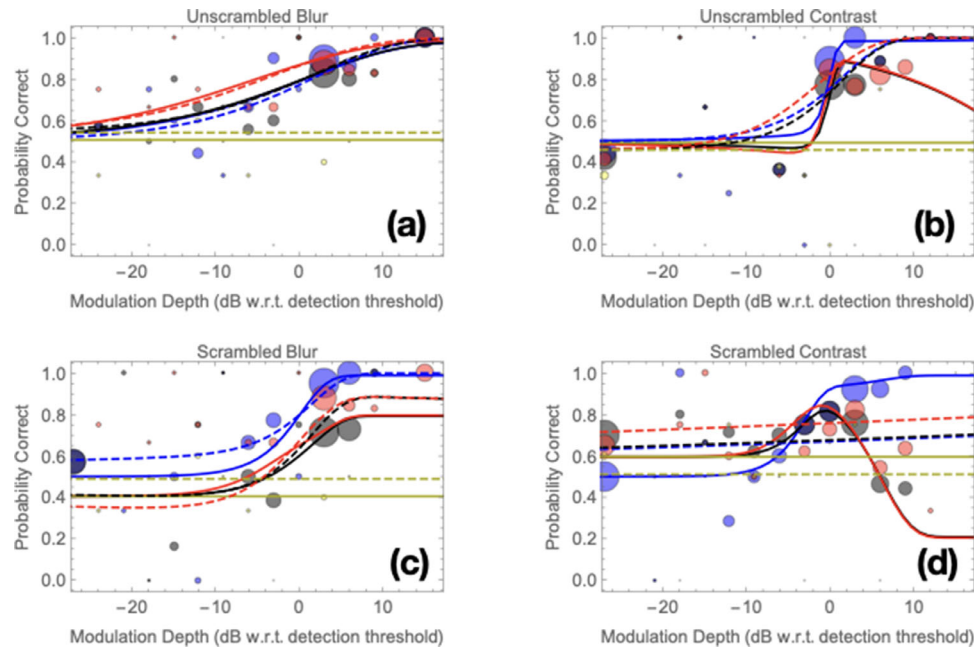 Unscrambled Blur
Probability Correct
1.0
0.8
0.6
0.4
0.2
0.0
(a)
−20 −10 0 10
Modulation Depth (dB w.r.t. detection threshold)
Unscrambled Contrast
Probability Correct
1.0
0.8
0.6
0.4
0.2
0.0
(b)
−20 −10 0 10
Modulation Depth (dB w.r.t. detection threshold)
Scrambled Blur
Probability Correct
1.0
0.8
0.6
0.4
0.2
0.0
(c)
−20 −10 0 10
Modulation Depth (dB w.r.t. detection threshold)
Scrambled Contrast
Probability Correct
1.0
0.8
0.6
0.4
0.2
0.0
(d)
−20 −10 0 10
Modulation Depth (dB w.r.t. detection threshold)